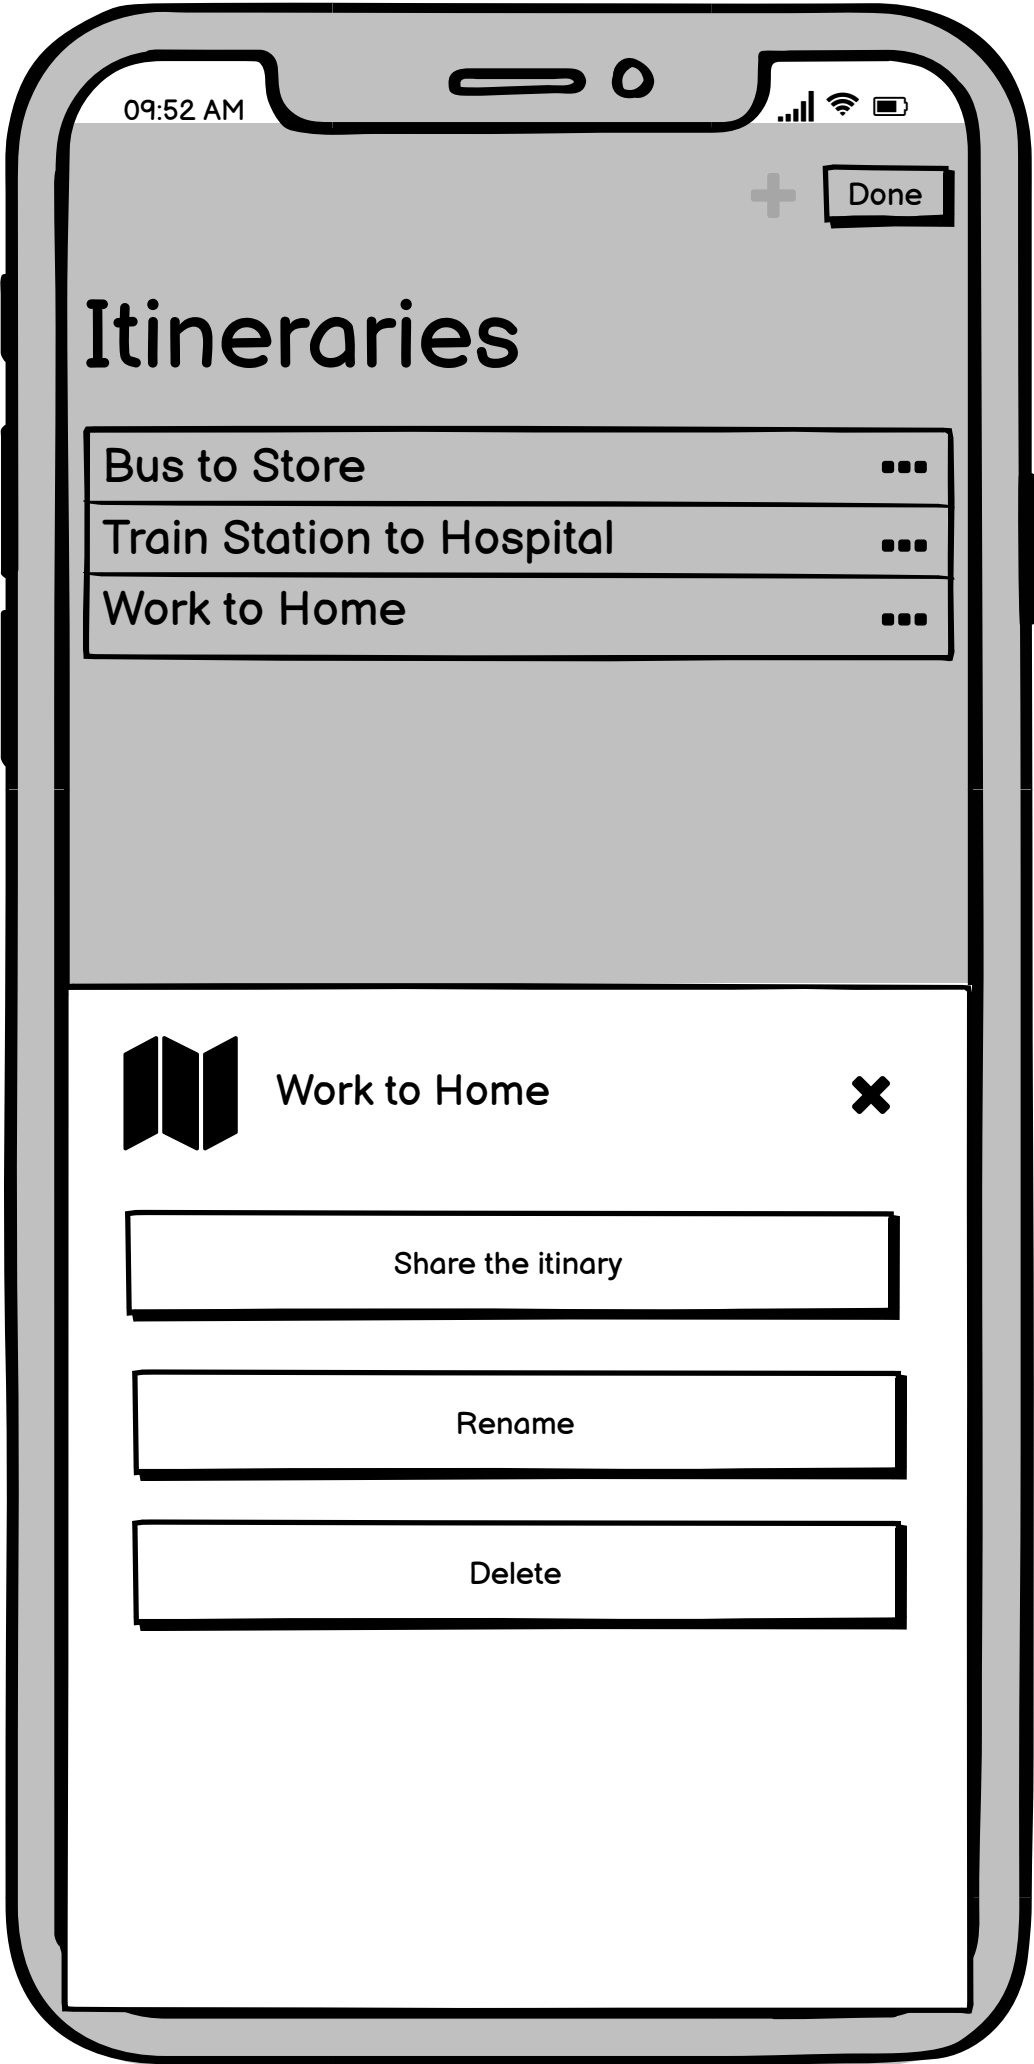 09:52 AM
Done
Itineraries
Bus to Store
Train Station to Hospital
Work to Home
Work to Home
Share the itinary
Rename
Delete